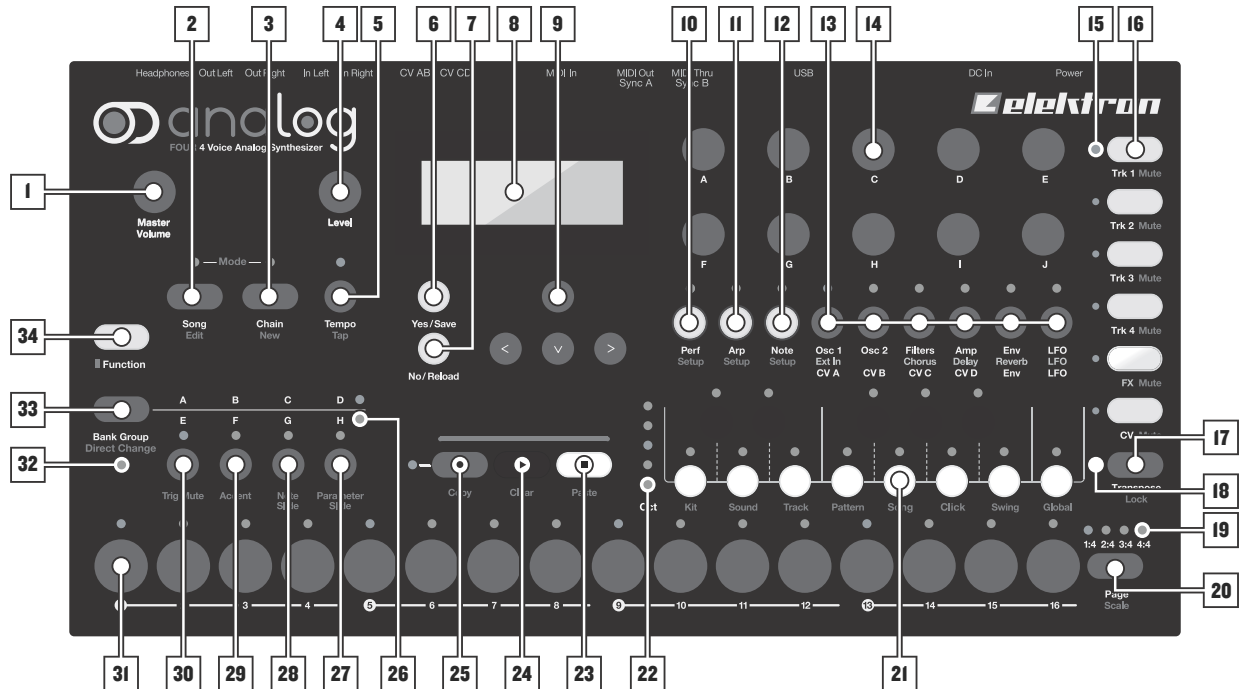 2 3 4 5 6 7 8 9 10 11 12 13 14 15 16
Headphones Out Left Out Right In Left In Right CV AB CV CD MIDI In MIDI Out MIDI Thru USB DC In Power
Sync A Sync B
analog
FOUR 4 Voice Analog Synthesizer
elektron
1
Master
Volume
Level
A B C D E
F G H I J
Trk 1 Mute
Trk 2 Mute
Trk 3 Mute
Trk 4 Mute
FX Mute
CV Mute
Mode
Song
Edit
Chain
New
Tempo
Tap
Yes/Save
No/Reload
< v >
Perf
Setup
Arp
Setup
Note
Setup
Osc 1
Ext In
CV A
Osc 2
CV B
Filters
Chorus
CV C
Amp
Delay
CV D
Env
Reverb
Env
LFO
LFO
LFO
34
Function
33
Bank Group
Direct Change
32
A B C D
E F G H
Trig Mute
Accent
Note
Slide
Parameter
Slide
Copy Clear Paste
Oct
Kit Sound Track Pattern Song Click Swing Global
Transpose
Lock
17
18
19
1:4 2:4 3:4 4:4
Page
Scale
20
3 4 5 6 7 8 9 10 11 12 13 14 15 16
31 30 29 28 27 26 25 24 23 22 21